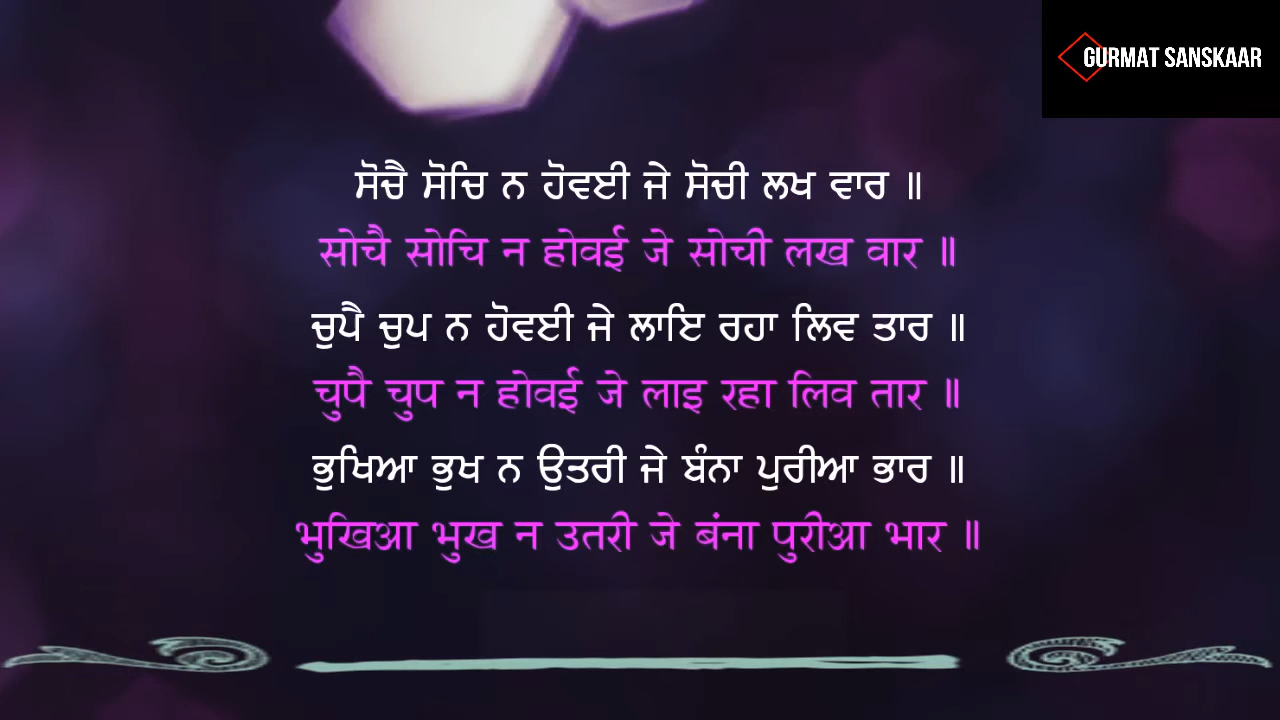 GURMAT SANSKAAR
ਸੋਚੈ ਸੋਚਿ ਨ ਹੋਵਈ ਜੇ ਸੋਚੀ ਲਖ ਵਾਰ ॥
सोचै सोचि न होवई जे सोची लख वार ॥
ਚੁਪੈ ਚੁਪ ਨ ਹੋਵਈ ਜੇ ਲਾਇ ਰਹਾ ਲਿਵ ਤਾਰ ॥
चुपै चुप न होवई जे लाइ रहा लिव तार ॥
ਭੁਖਿਆ ਭੁਖ ਨ ਉਤਰੀ ਜੇ ਬੰਨਾ ਪੁਰੀਆ ਭਾਰ ॥
भुखिआ भुख न उतरी जे बंना पुरीआ भार ॥